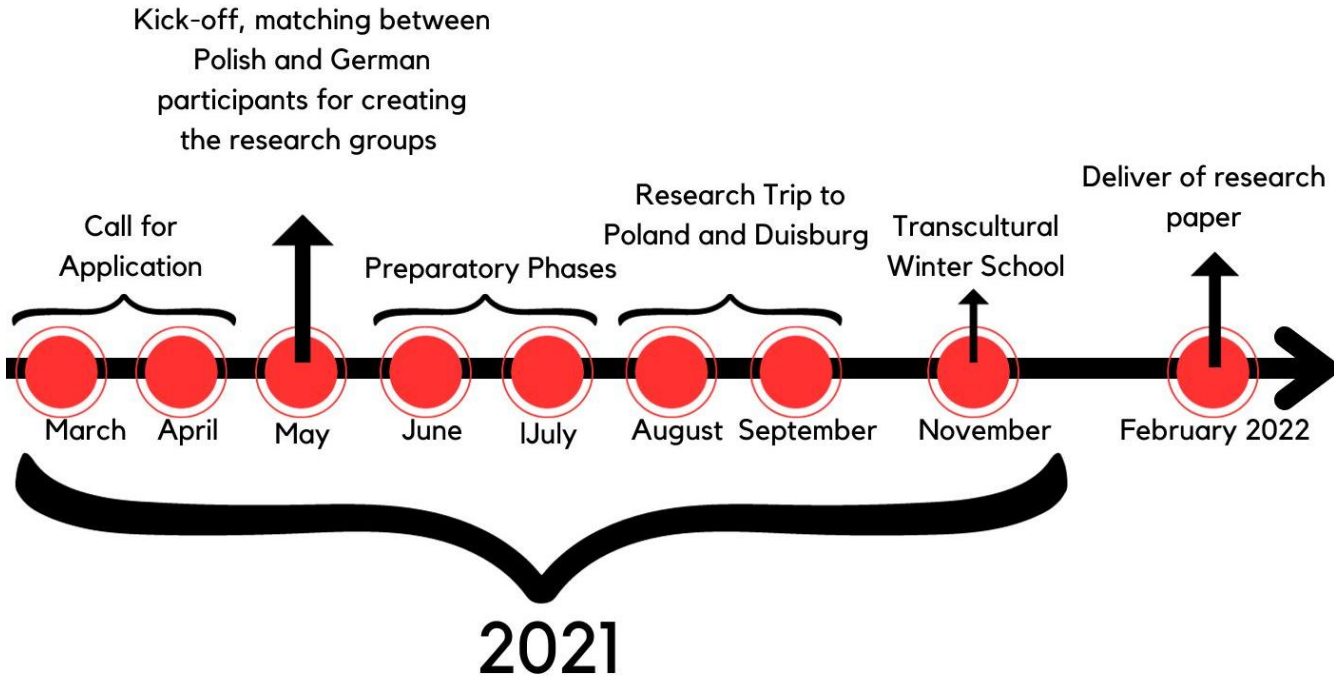 Kick-off, matching between
Polish and German
participants for creating
the research groups
Call for
Application
Preparatory Phases
Research Trip to
Poland and Duisburg
Transcultural
Winter School
Deliver of research
paper
March
April
May
June
IJuly
August
September
November
February 2022
2021